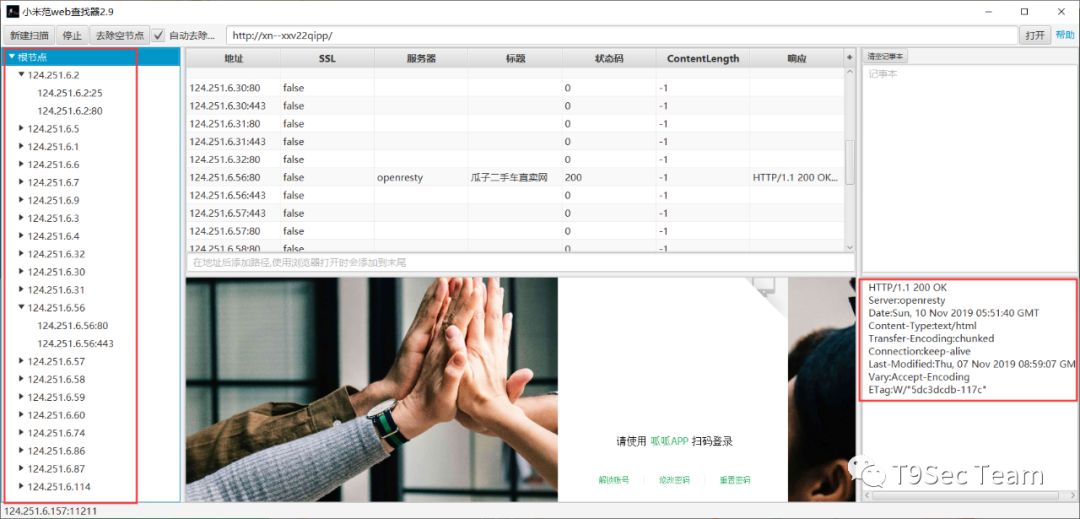 小米范web查找器2.9
新建扫描 停止 去除空节点 自动去除... http://xn--xxv22qipp/ 打开 帮助
根节点
124.251.6.2
124.251.6.2:25
124.251.6.2:80
124.251.6.5
124.251.6.1
124.251.6.6
124.251.6.7
124.251.6.9
124.251.6.3
124.251.6.4
124.251.6.32
124.251.6.30
124.251.6.31
124.251.6.56
124.251.6.56:80
124.251.6.56:443
124.251.6.57
124.251.6.58
124.251.6.59
124.251.6.60
124.251.6.74
124.251.6.86
124.251.6.87
124.251.6.114
地址 SSL 服务器 标题 状态码 ContentLength 响应 +
124.251.6.30:80 false 0 -1
124.251.6.30:443 false 0 -1
124.251.6.31:80 false 0 -1
124.251.6.31:443 false 0 -1
124.251.6.32:80 false 0 -1
124.251.6.56:80 false openresty 瓜子二手车直卖网 200 -1 HTTP/1.1 200 OK...
124.251.6.56:443 false 0 -1
124.251.6.57:443 false 0 -1
124.251.6.57:80 false 0 -1
124.251.6.58:80 false 0 -1
在地址后添加路径,使用浏览器打开时会添加到末尾
请使用 呱呱APP 扫码登录
解锁账号 修改密码 重置密码
清空记事本
记事本
HTTP/1.1 200 OK
Server:openresty
Date:Sun, 10 Nov 2019 05:51:40 GMT
Content-Type:text/html
Transfer-Encoding:chunked
Connection:keep-alive
Last-Modified:Thu, 07 Nov 2019 08:59:07 GM
Vary:Accept-Encoding
ETag:W/"5dc3dcdb-117c"
T9Sec Team
124.251.6.157:11211